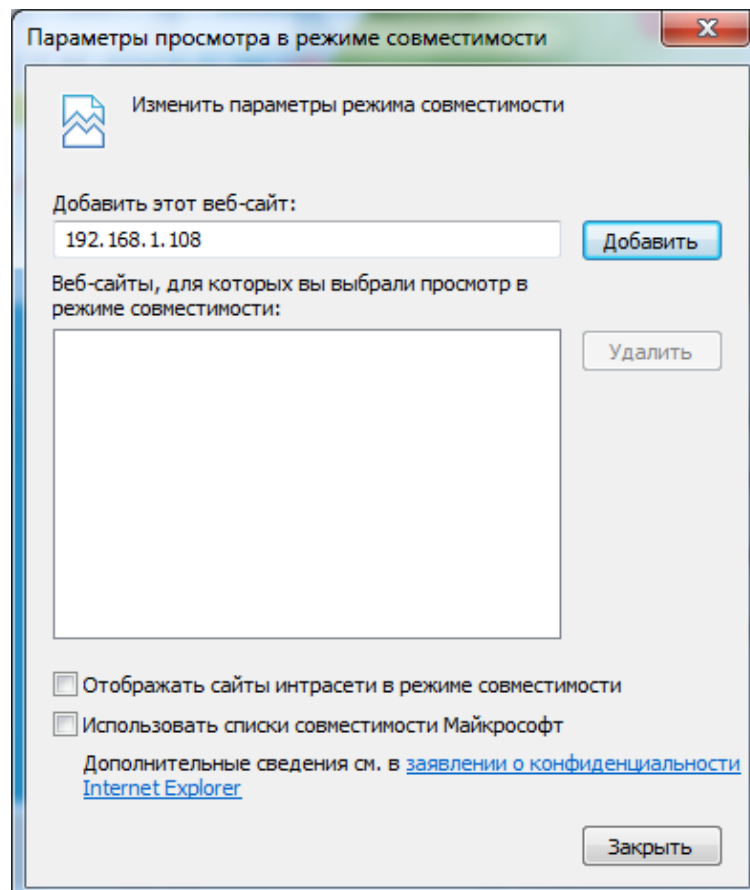 Параметры просмотра в режиме совместимости
Изменить параметры режима совместимости
Добавить этот веб-сайт:
192.168.1.108
Добавить
Веб-сайты, для которых вы выбрали просмотр в
режиме совместимости:
Удалить
Отображать сайты интрасети в режиме совместимости
Использовать списки совместимости Майкрософт
Дополнительные сведения см. в заявлении о конфиденциальности
Internet Explorer
Закрыть